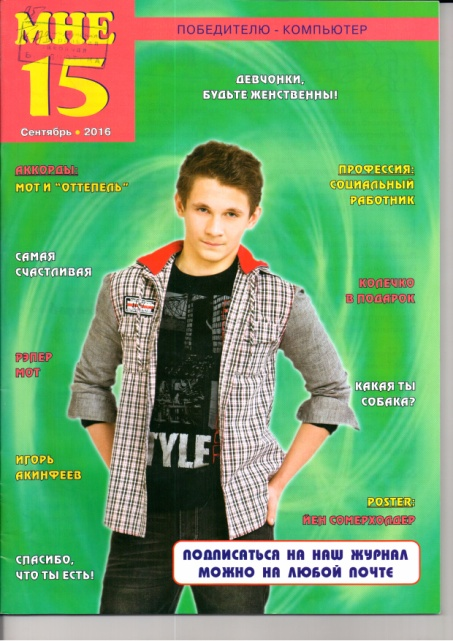 МНЕ
15
Сентябрь • 2016
ПОБЕДИТЕЛЮ - КОМПЬЮТЕР
ДЕВЧОНКИ,
БУДЬТЕ ЖЕНСТВЕННЫ!
АККОРДЫ:
МОТ И "ОТТЕПЕЛЬ"
ПРОФЕССИЯ:
СОЦИАЛЬНЫЙ
РАБОТНИК
САМАЯ
СЧАСТЛИВАЯ
КОЛЕЧКО
В ПОДАРОК
РЭПЕР
МОТ
КАКАЯ ТЫ
СОБАКА?
STYLE
ИГОРЬ
АКИНФЕЕВ
POSTER:
ЙЕН СОМЕРХОЛДЕР
СПАСИБО,
ЧТО ТЫ ЕСТЬ!
ПОДПИСАТЬСЯ НА НАШ ЖУРНАЛ
МОЖНО НА ЛЮБОЙ ПОЧТЕ